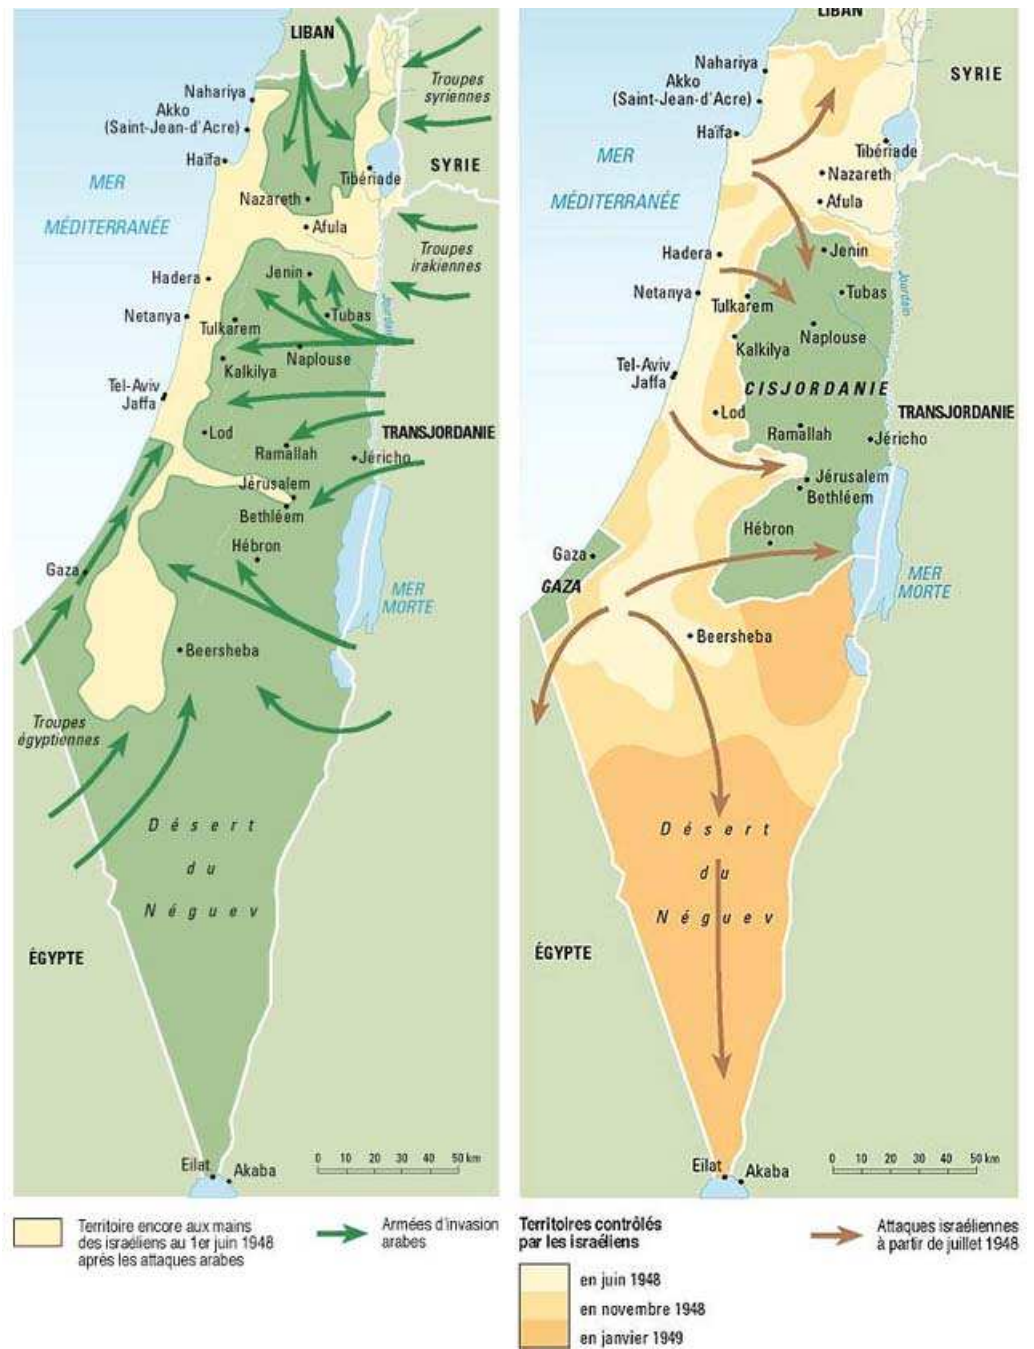 LIBAN
Troupes
syriennes
Nahariya
Akko
(Saint-Jean-d'Acre)
SYRIE
Haïfa
Tibériade
MER
MÉDITERRANÉE
Nazareth
Afula
Troupes
irakiennes
Jenin
Hadera
Jourdain
Netanya
Tubas
Tulkarem
Naplouse
Kalkilya
Tel-Aviv
Jaffa
Lod
TRANSJORDANIE
Ramallah
Jéricho
Jérusalem
Bethléem
Hébron
Gaza
MER
MORTE
Beersheba
Troupes
égyptiennes
Désert
du
Néguev
ÉGYPTE
Eilat
Akaba
0 10 20 30 40 50 km
Territoire encore aux mains
des israéliens au 1er juin 1948
après les attaques arabes
Armées d'invasion
arabes
LIBAN
Nahariya
SYRIE
Akko
(Saint-Jean-d'Acre)
Haïfa
Tibériade
MER
MÉDITERRANÉE
Nazareth
Afula
Hadera
Jenin
Jourdain
Netanya
Tubas
Tulkarem
Naplouse
Kalkilya
Tel-Aviv
Jaffa
CISJORDANIE
Lod
TRANSJORDANIE
Ramallah
Jéricho
Jérusalem
Bethléem
Hébron
Gaza
GAZA
MER
MORTE
Beersheba
Désert
du
Néguev
ÉGYPTE
Eilat
Akaba
0 10 20 30 40 50 km
Territoires contrôlés
par les israéliens
en juin 1948
en novembre 1948
en janvier 1949
Attaques israéliennes
à partir de juillet 1948